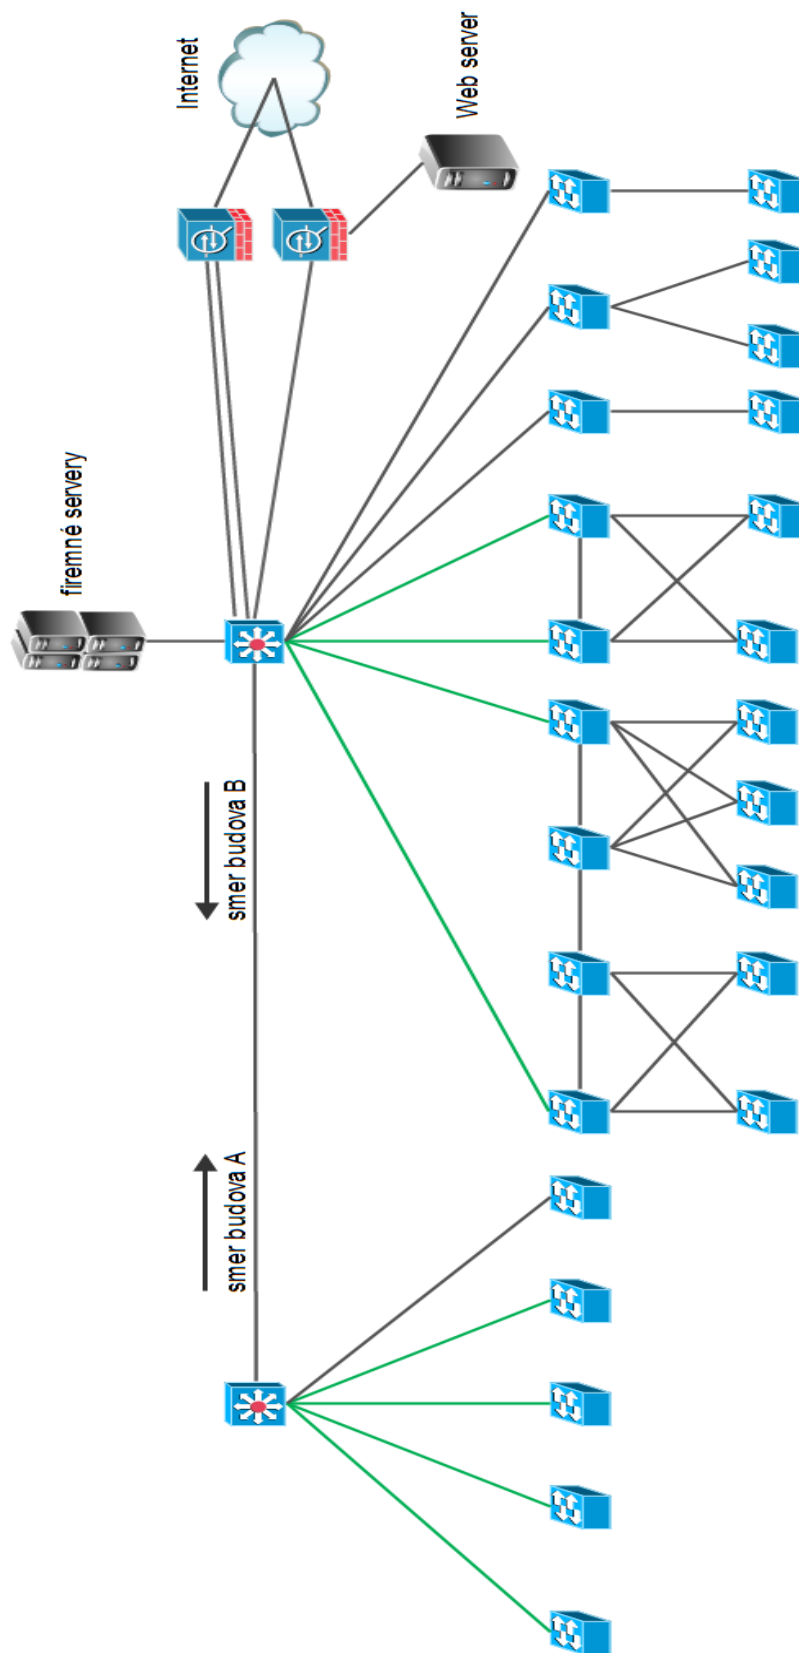 Internet
Web server
firemné servery
smer budova B
smer budova A